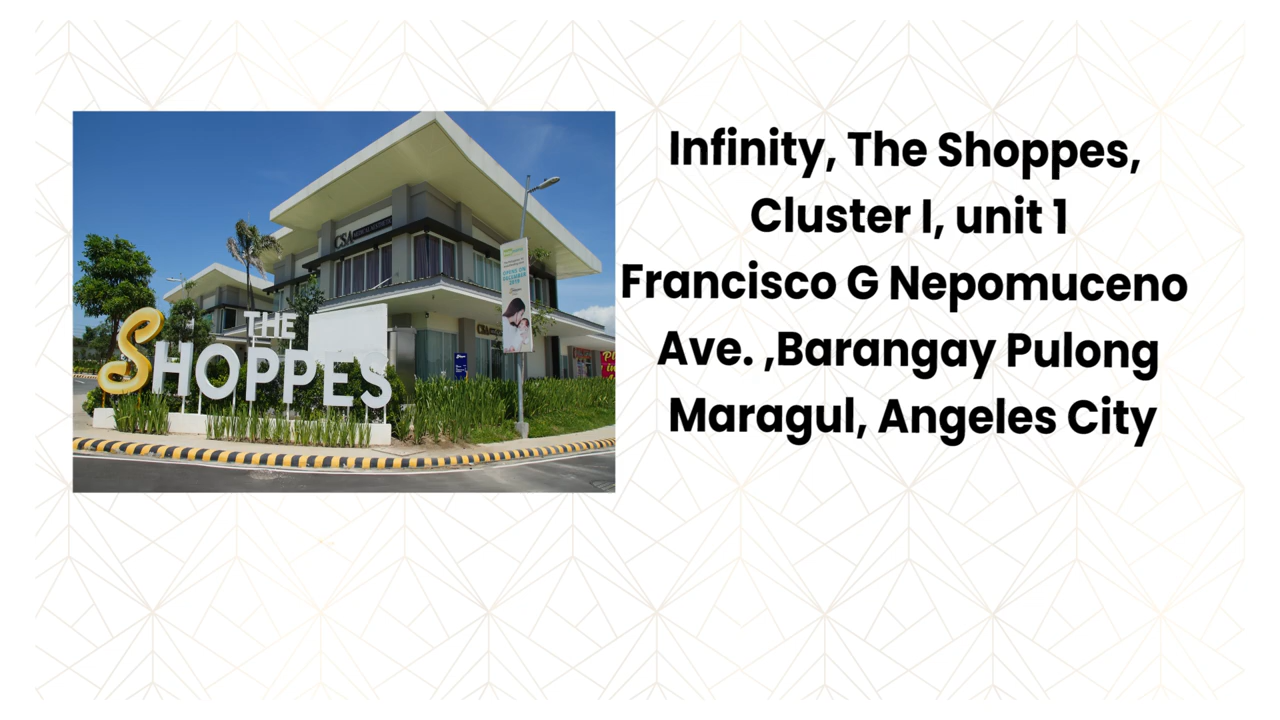 THE
SHOPPES
CSA
Infinity, The Shoppes,
Cluster I, unit 1
Francisco G Nepomuceno
Ave. ,Barangay Pulong
Maragul, Angeles City